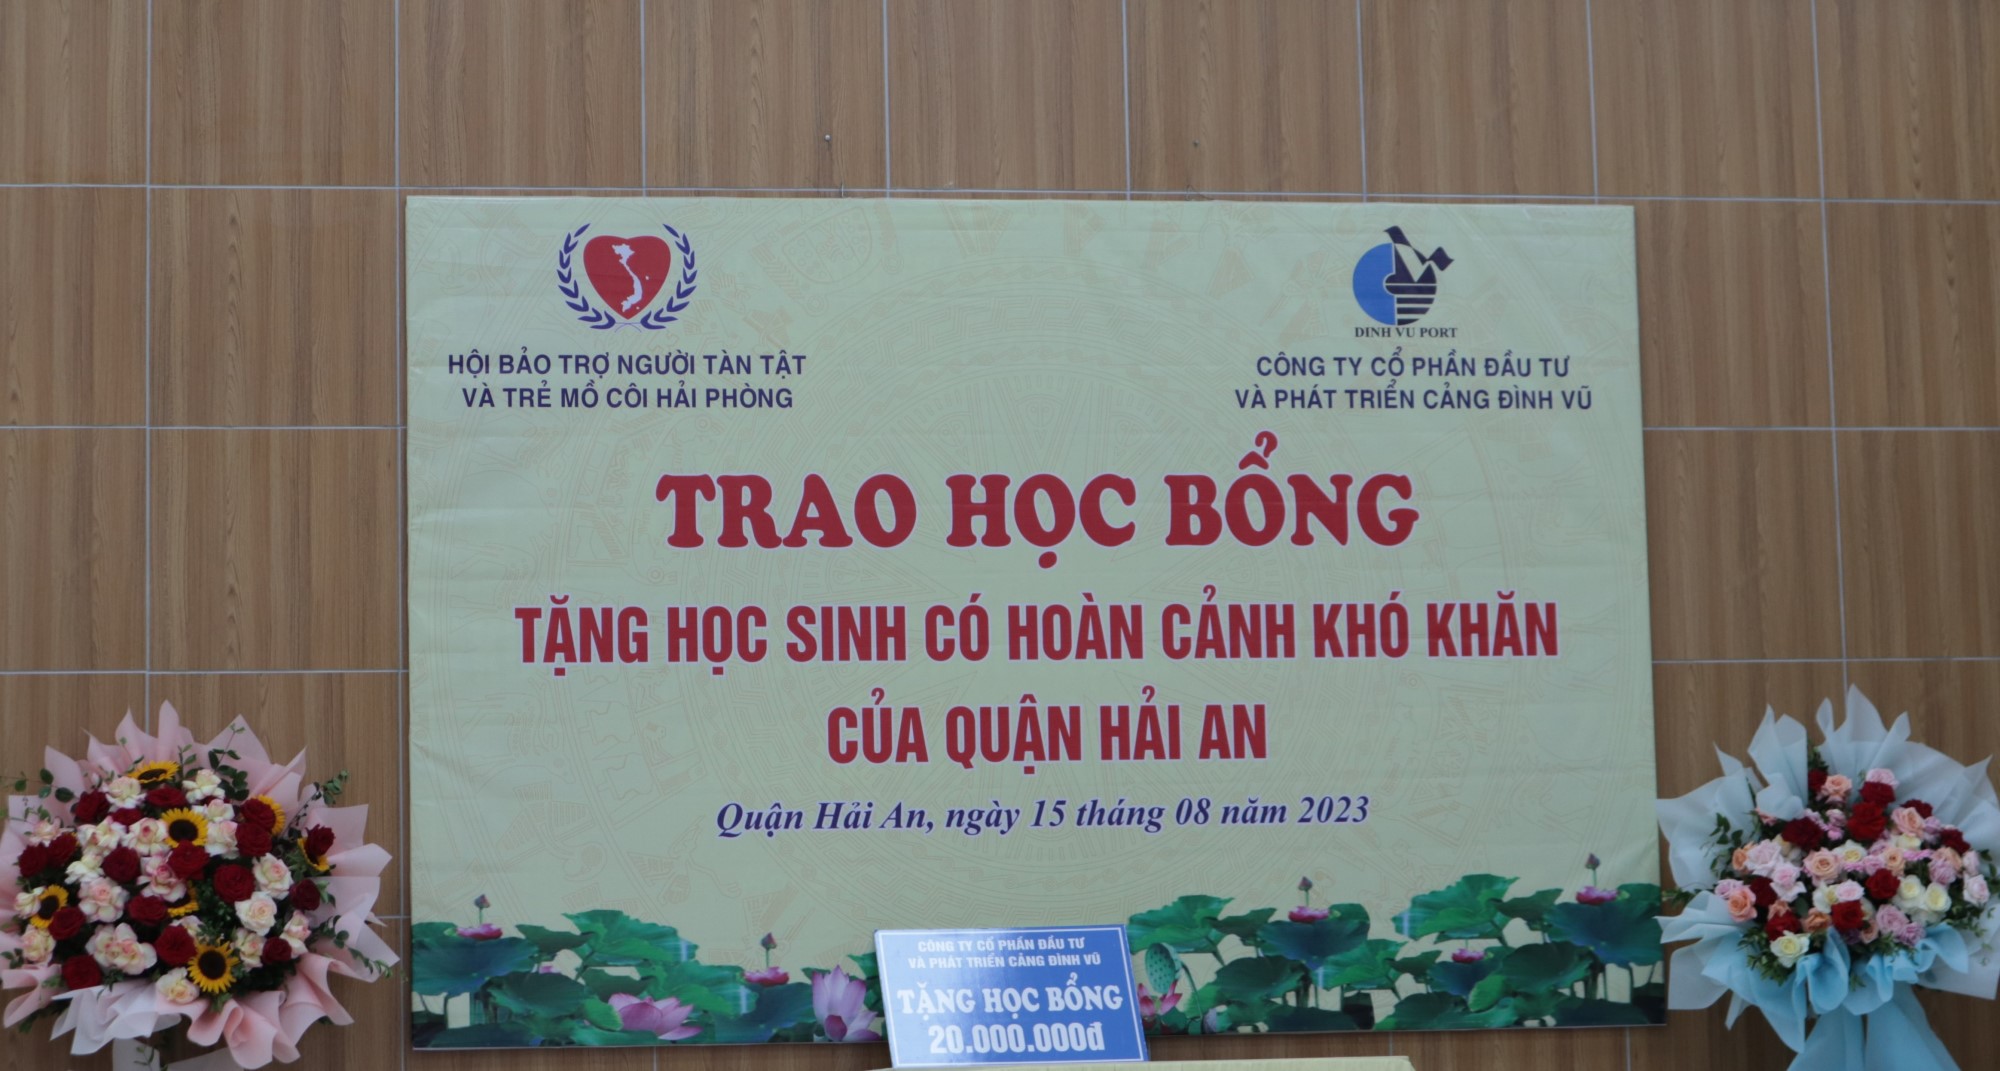 HỘI BẢO TRỢ NGƯỜI TÀN TẬT
VÀ TRẺ MỒ CÔI HẢI PHÒNG
DINH VU PORT
CÔNG TY CỔ PHẦN ĐẦU TƯ
VÀ PHÁT TRIỂN CẢNG ĐÌNH VŨ
TRAO HỌC BỔNG
TẶNG HỌC SINH CÓ HOÀN CẢNH KHÓ KHĂN
CỦA QUẬN HẢI AN
Quận Hải An, ngày 15 tháng 08 năm 2023
CÔNG TY CỔ PHẦN ĐẦU TƯ
VÀ PHÁT TRIỂN CẢNG ĐÌNH VŨ
TẶNG HỌC BỔNG
20.000.000đ